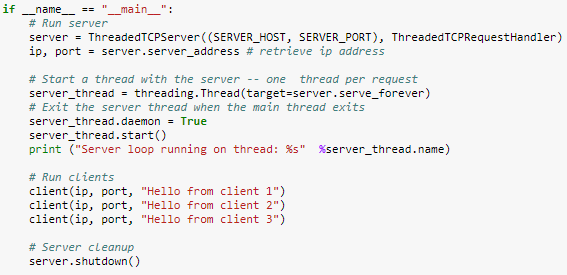 if __name__ == "__main__":
    # Run server
    server = ThreadedTCPServer((SERVER_HOST, SERVER_PORT), ThreadedTCPRequestHandler)
    ip, port = server.server_address # retrieve ip address

    # Start a thread with the server -- one  thread per request
    server_thread = threading.Thread(target=server.serve_forever)
    # Exit the server thread when the main thread exits
    server_thread.daemon = True
    server_thread.start()
    print ("Server loop running on thread: %s"  %server_thread.name)

    # Run clients
    client(ip, port, "Hello from client 1")
    client(ip, port, "Hello from client 2")
    client(ip, port, "Hello from client 3")

    # Server cleanup
    server.shutdown()